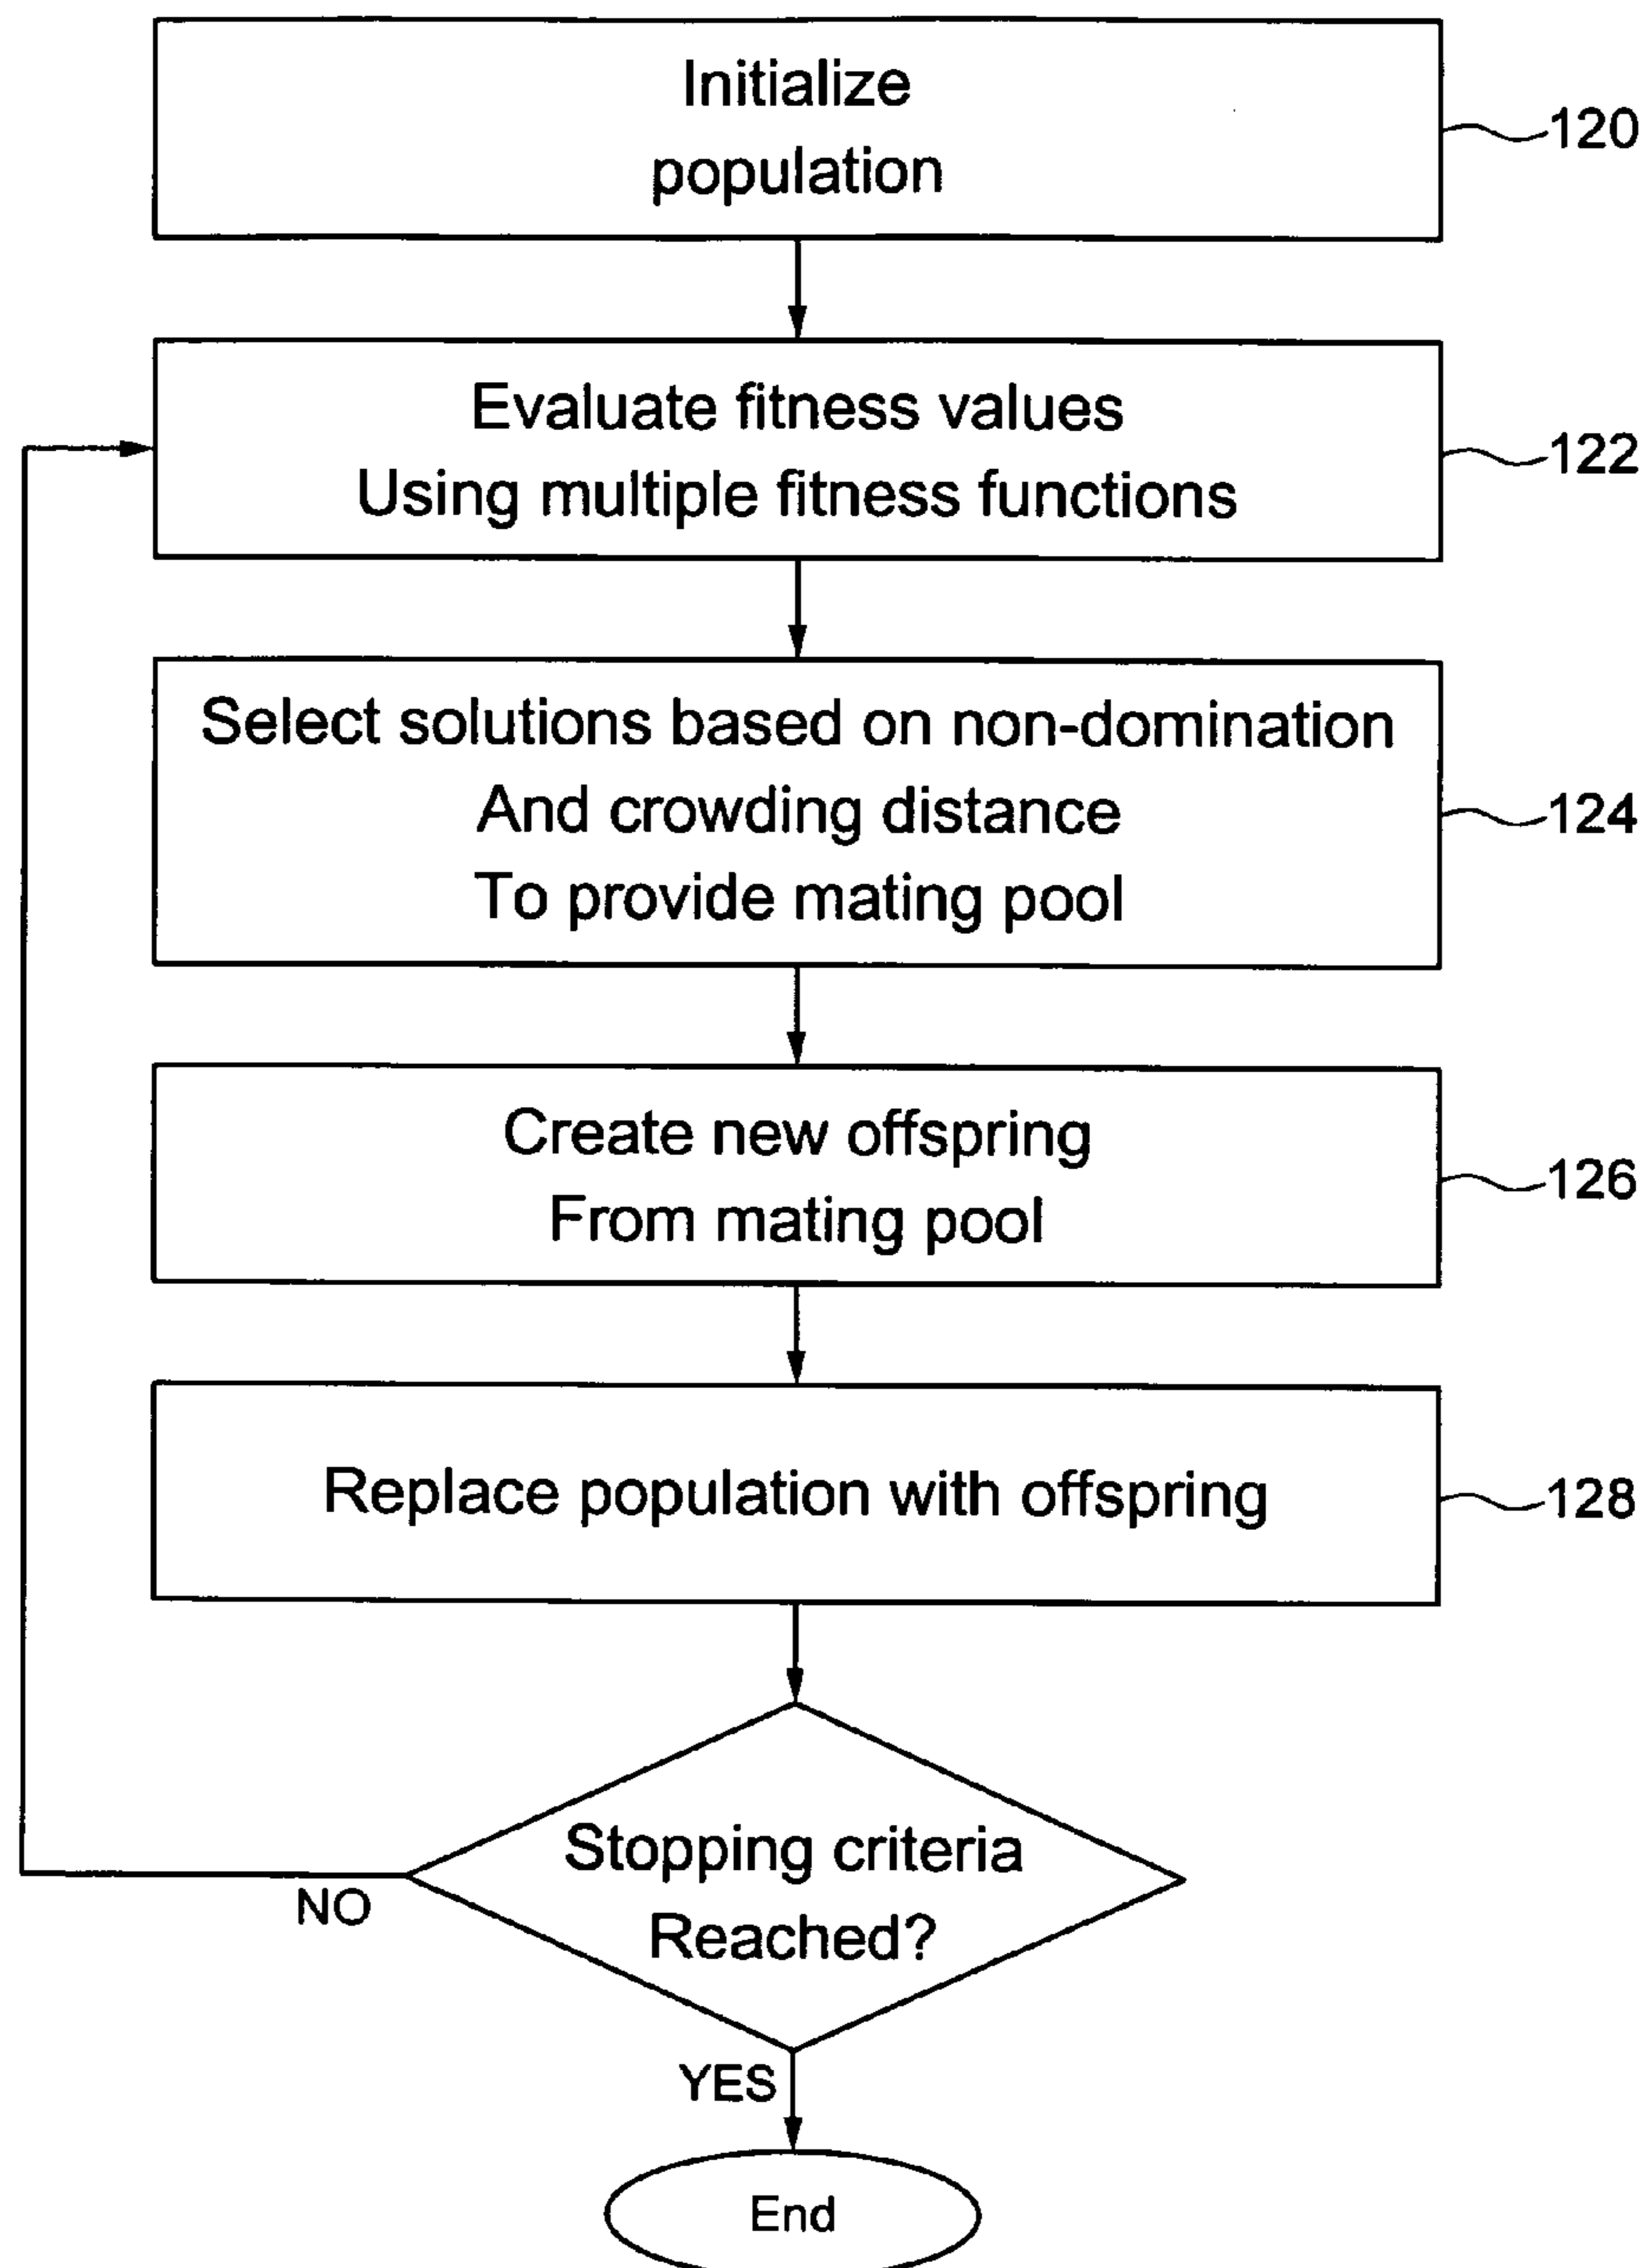 Initialize
population
120
Evaluate fitness values
Using multiple fitness functions
122
Select solutions based on non-domination
And crowding distance
To provide mating pool
124
Create new offspring
From mating pool
126
Replace population with offspring
128
Stopping criteria
Reached?
NO
YES
End